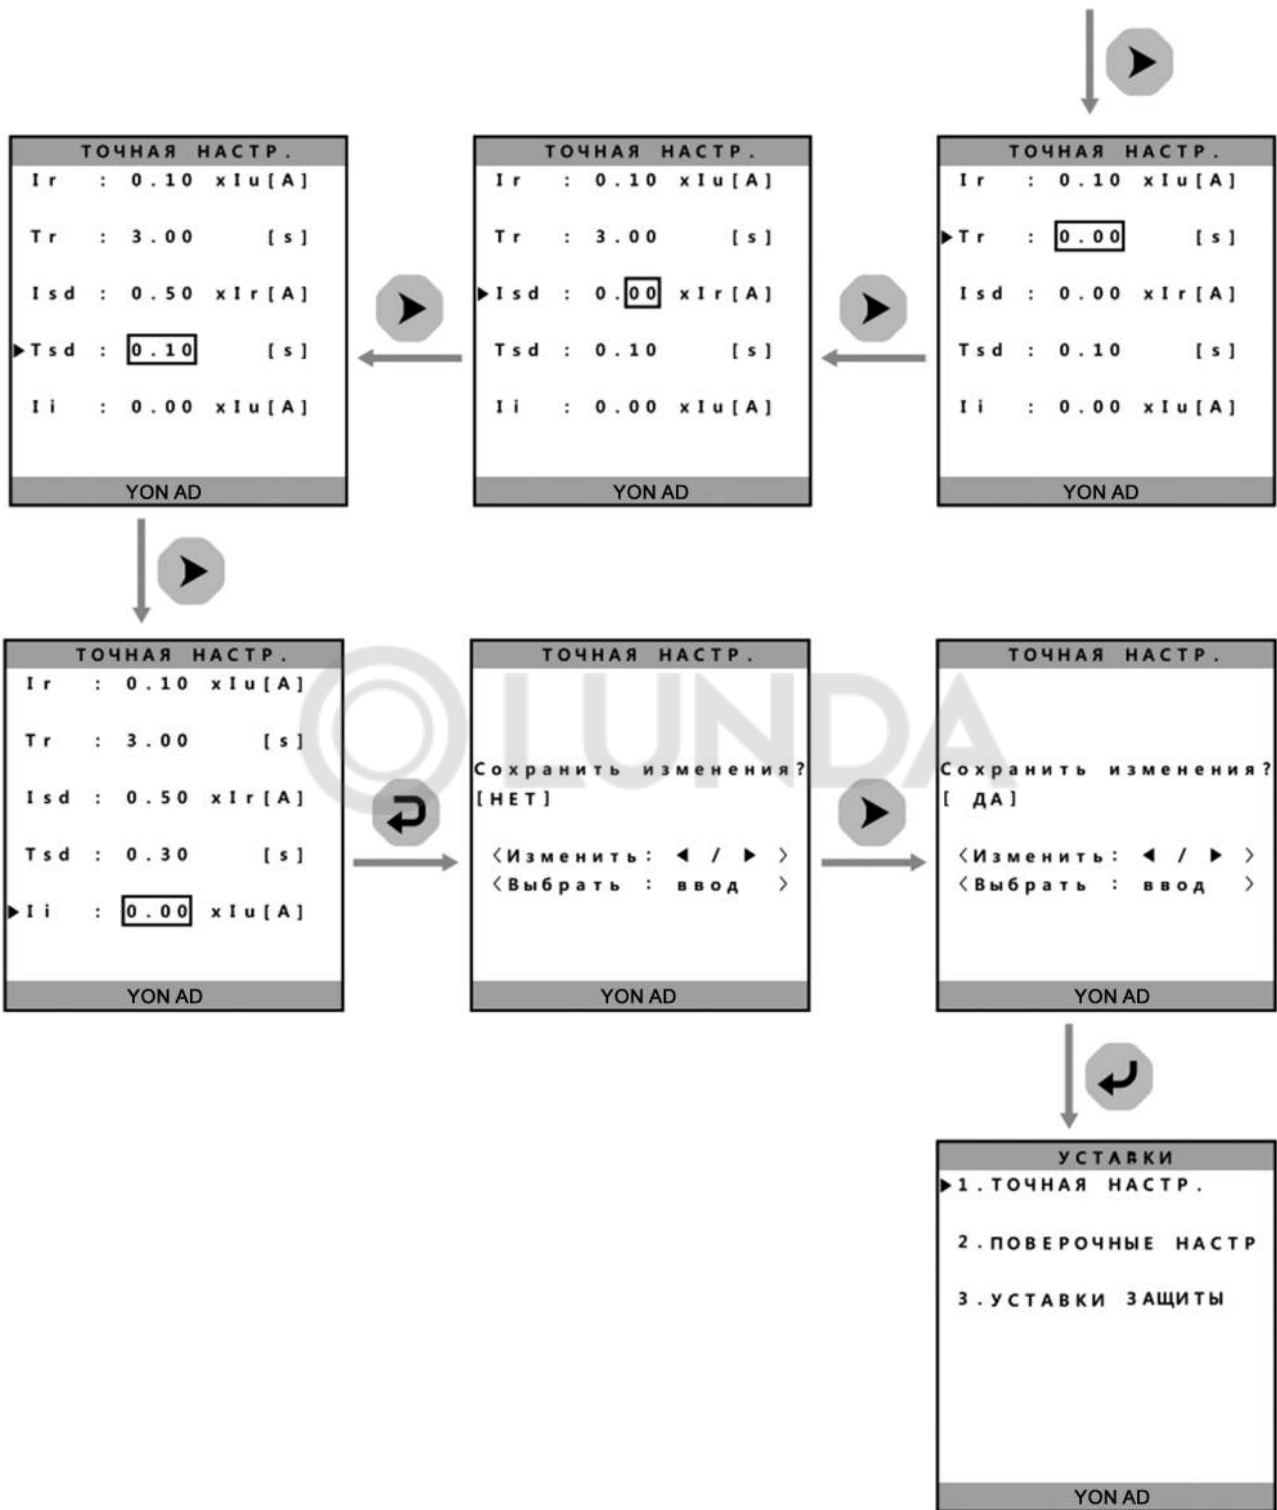 ТОЧНАЯ НАСТР.
Ir : 0.10 xIu[A]
Tr : 3.00 [s]
Isd : 0.50 xIr[A]
▶Tsd : 0.10 [s]
Ii : 0.00 xIu[A]
YON AD
ТОЧНАЯ НАСТР.
Ir : 0.10 xIu[A]
Tr : 3.00 [s]
▶Isd : 0.00 xIr[A]
Tsd : 0.10 [s]
Ii : 0.00 xIu[A]
YON AD
ТОЧНАЯ НАСТР.
Ir : 0.10 xIu[A]
▶Tr : 0.00 [s]
Isd : 0.00 xIr[A]
Tsd : 0.10 [s]
Ii : 0.00 xIu[A]
YON AD
ТОЧНАЯ НАСТР.
Ir : 0.10 xIu[A]
Tr : 3.00 [s]
Isd : 0.50 xIr[A]
Tsd : 0.30 [s]
▶Ii : 0.00 xIu[A]
YON AD
ТОЧНАЯ НАСТР.
Сохранить изменения?
[НЕТ]
<Изменить: ◀ / ▶ >
<Выбрать : ввод >
YON AD
ТОЧНАЯ НАСТР.
Сохранить изменения?
[ ДА]
<Изменить: ◀ / ▶ >
<Выбрать : ввод >
YON AD
LUNDA
УСТАВКИ
▶1.ТОЧНАЯ НАСТР.
2.ПОВЕРОЧНЫЕ НАСТР
3.УСТАВКИ ЗАЩИТЫ
YON AD